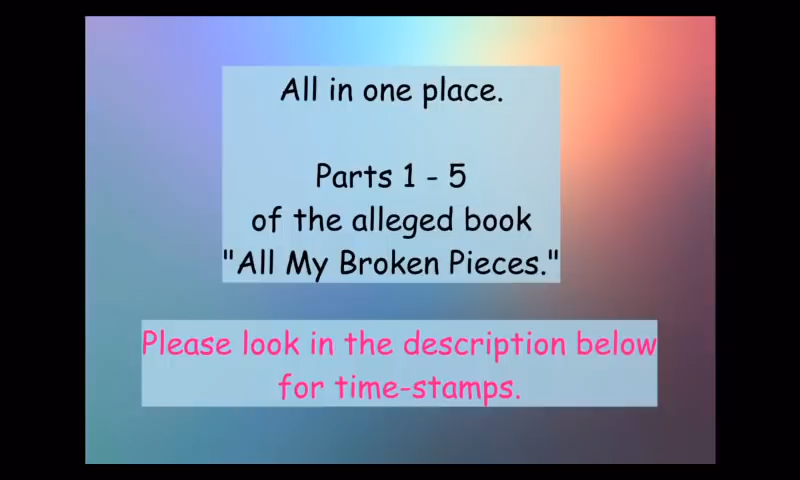 All in one place.
Parts 1 - 5
of the alleged book
"All My Broken Pieces."
Please look in the description below
for time-stamps.